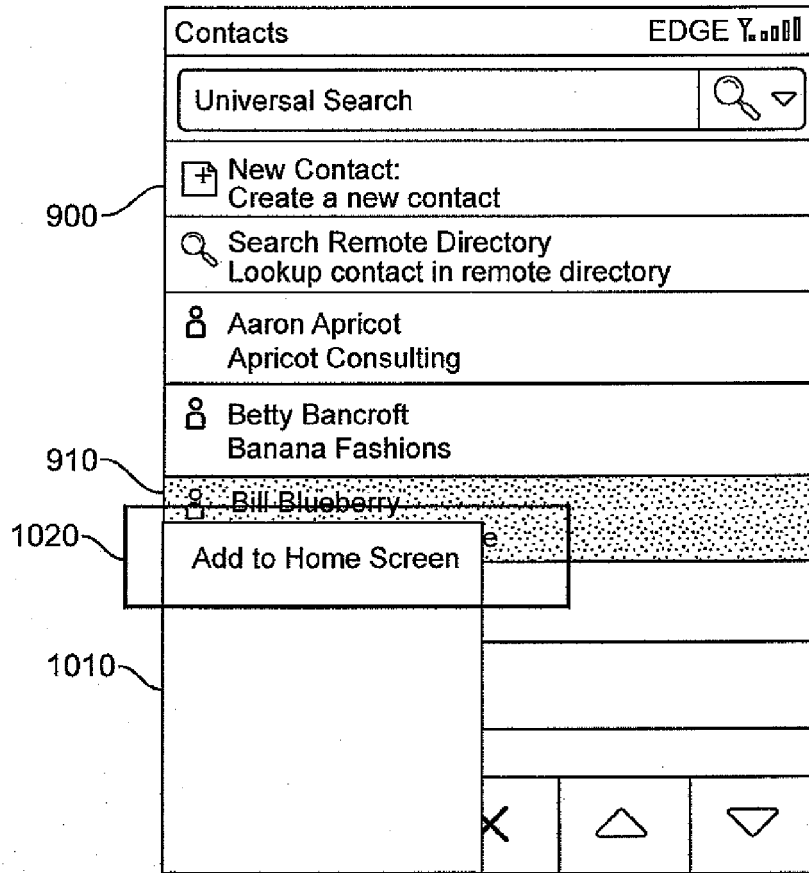 Contacts
EDGE
Universal Search
New Contact:
Create a new contact
900
Search Remote Directory
Lookup contact in remote directory
Aaron Apricot
Apricot Consulting
Betty Bancroft
Banana Fashions
910
Bill Blueberry
1020
e
Add to Home Screen
1010